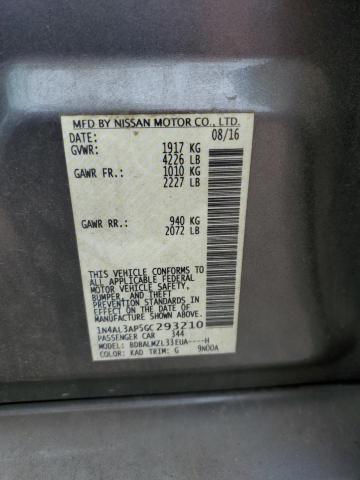 MFD BY NISSAN MOTOR CO., LTD.
DATE: 08/16
GVWR: 1917 KG
4226 LB
GAWR FR.: 1010 KG
2227 LB
GAWR RR.: 940 KG
2072 LB
THIS VEHICLE CONFORMS TO
ALL APPLICABLE FEDERAL
MOTOR VEHICLE SAFETY,
BUMPER, AND THEFT
PREVENTION STANDARDS IN
EFFECT ON THE DATE OF
MANUFACTURE SHOWN ABOVE.
1N4AL3AP5GC293210
PASSENGER CAR 344
MODEL: BDBALMZL33EUA----H
COLOR: KAD TRIM: G 9N00A